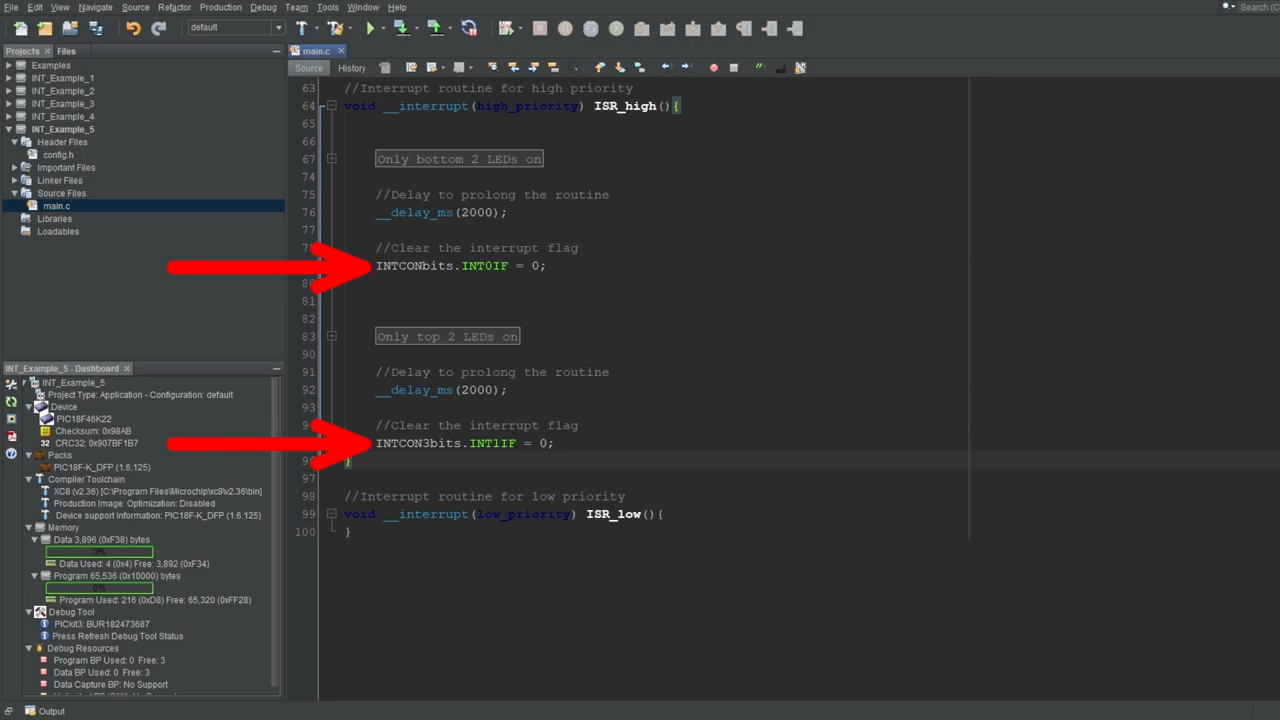 File Edit View Navigate Source Refactor Production Debug Team Tools Window Help
Search (C
default
Projects Files
main.c
Source History
Examples
INT_Example_1
INT_Example_2
INT_Example_3
INT_Example_4
INT_Example_5
Header Files
config.h
Important Files
Linker Files
Source Files
main.c
Libraries
Loadables
INT_Example_5 - Dashboard
INT_Example_5
Project Type: Application - Configuration: default
Device
PIC18F46K22
Checksum: 0x98AB
32 CRC32: 0x907BF1B7
Packs
PIC18F-K_DFP (1.6.125)
Compiler Toolchain
XC8 (v2.36) [C:\Program Files\Microchip\xc8\v2.36\bin]
Production Image: Optimization: Disabled
Device support information: PIC18F-K_DFP (1.6.125)
Memory
Data 3,896 (0xF38) bytes
0%
Data Used: 4 (0x4) Free: 3,892 (0xF34)
Program 65,536 (0x10000) bytes
0%
Program Used: 216 (0xD8) Free: 65,320 (0xFF28)
Debug Tool
PICkit3: BUR182473687
Press Refresh Debug Tool Status
Debug Resources
Program BP Used: 0 Free: 3
Data BP Used: 0 Free: 3
Data Capture BP: No Support
63 //Interrupt routine for high priority
64 void __interrupt(high_priority) ISR_high(){
65
66
67 Only bottom 2 LEDs on
74
75 //Delay to prolong the routine
76 __delay_ms(2000);
77
//Clear the interrupt flag
INTCONbits.INT0IF = 0;
80
81
82
83 Only top 2 LEDs on
90
91 //Delay to prolong the routine
92 __delay_ms(2000);
93
//Clear the interrupt flag
INTCON3bits.INT1IF = 0;
96 }
97
98 //Interrupt routine for low priority
99 void __interrupt(low_priority) ISR_low(){
100 }
Output